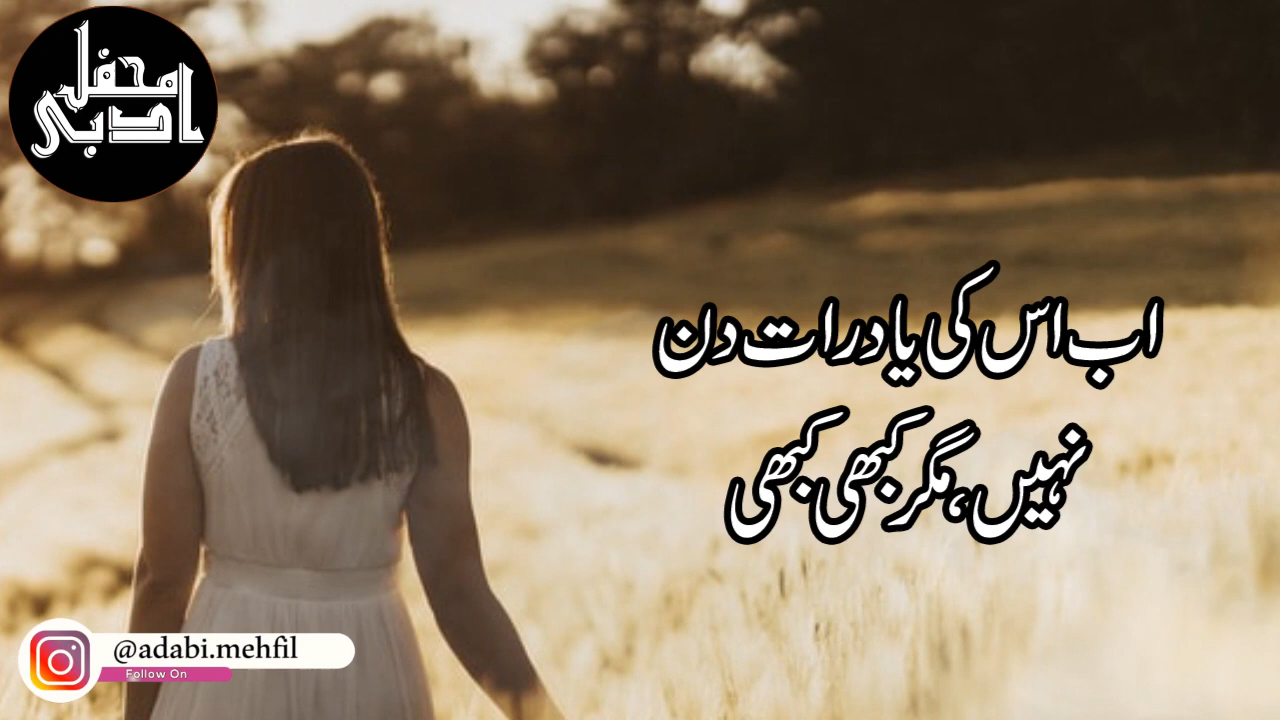 محفل
ادبی
اب اس کی یاد رات دن
نہیں، مگر کبھی کبھی
@adabi.mehfil
Follow On